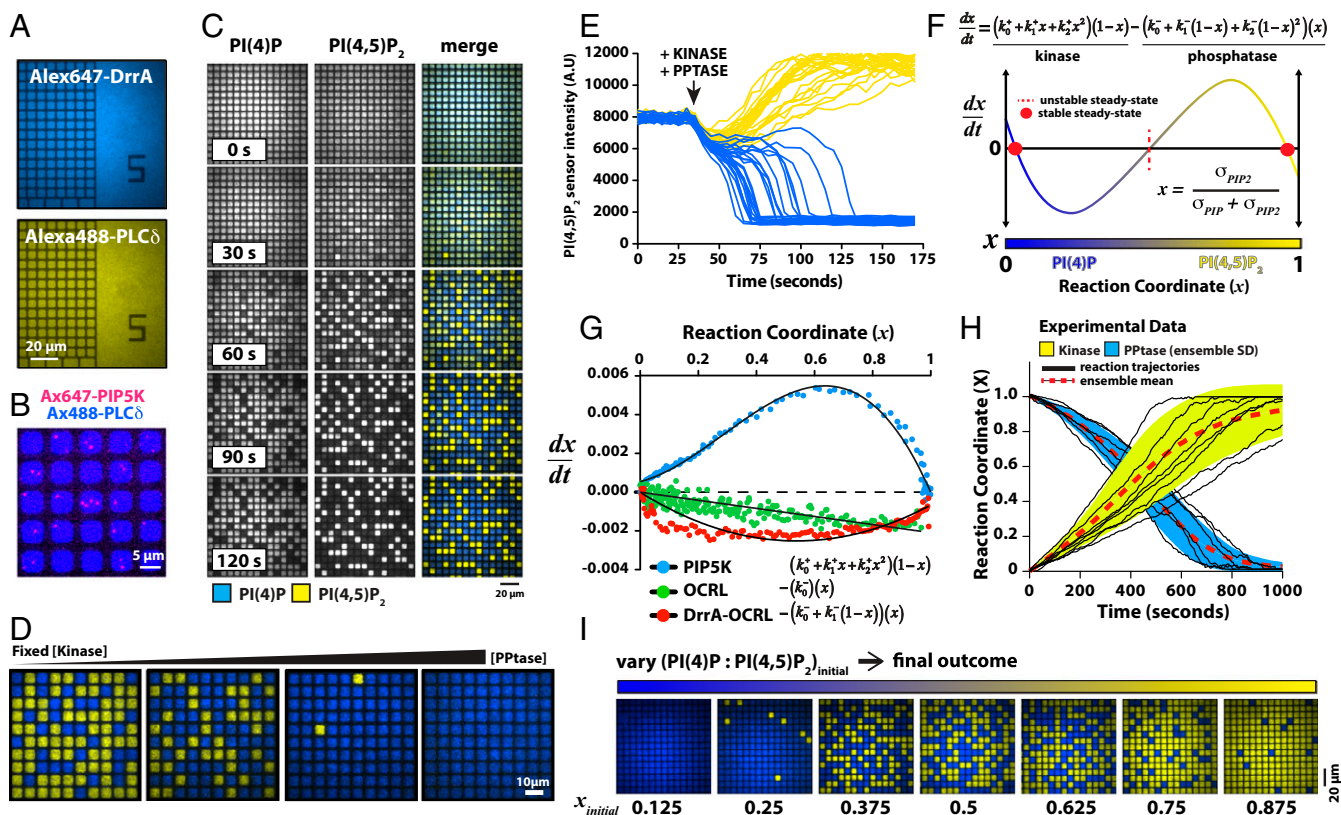 A
Alex647-DrrA
5
Alexa488-PLCδ
5
20 µm
B
Ax647-PIP5K
Ax488-PLCδ
5 µm
C
PI(4)P PI(4,5)P₂ merge
0 s
30 s
60 s
90 s
120 s
PI(4)P PI(4,5)P₂
20 µm
D
Fixed [Kinase]
[PPtase]
10µm
E
PI(4,5)P₂ sensor intensity (A.U)
12000
10000
8000
6000
4000
2000
0
+ KINASE
+ PPTASE
0 25 50 75 100 125 150 175
Time (seconds)
F
dx/dt = (k₀⁺ + k₁⁺x + k₂⁺x²)(1−x) − (k₀⁻ + k₁⁻(1−x) + k₂⁻(1−x)²)(x)
kinase phosphatase
dx/dt
0
unstable steady-state
stable steady-state
x = σ_PIP2 / (σ_PIP + σ_PIP2)
x
0 PI(4)P PI(4,5)P₂ 1
Reaction Coordinate (x)
G
Reaction Coordinate (x)
0 0.2 0.4 0.6 0.8 1
0.006
0.004
0.002
0.000
-0.002
-0.004
dx/dt
PIP5K (k₀⁺ + k₁⁺x + k₂⁺x²)(1−x)
OCRL −(k₀⁻)(x)
DrrA-OCRL −(k₀⁻ + k₁⁻(1−x))(x)
H
Experimental Data
Kinase PPtase (ensemble SD)
reaction trajectories
ensemble mean
Reaction Coordinate (X)
1.0
0.8
0.6
0.4
0.2
0
0 200 400 600 800 1000
Time (seconds)
I
vary (PI(4)P : PI(4,5)P₂)initial → final outcome
x_initial 0.125 0.25 0.375 0.5 0.625 0.75 0.875
20 µm